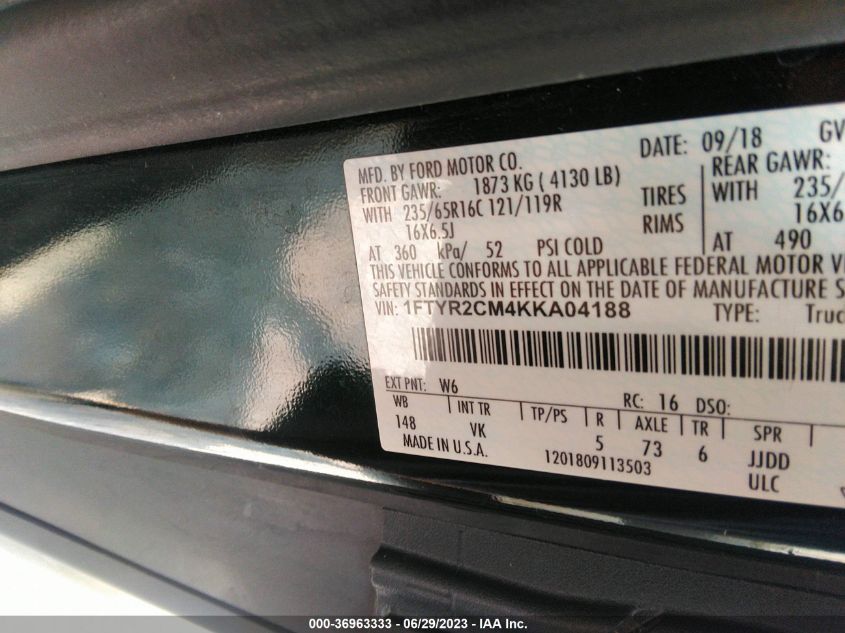 DATE: 09/18 GV
MFD. BY FORD MOTOR CO.
FRONT GAWR: 1873 KG ( 4130 LB) REAR GAWR:
WITH 235/65R16C 121/119R TIRES WITH 235/
16X6.5J RIMS 16X6
AT 360 kPa/ 52 PSI COLD AT 490
THIS VEHICLE CONFORMS TO ALL APPLICABLE FEDERAL MOTOR VE
SAFETY STANDARDS IN EFFECT ON THE DATE OF MANUFACTURE S
VIN: 1FTYR2CM4KKA04188 TYPE: Truc
EXT PNT: W6 RC: 16 DSO:
WB INT TR TP/PS R AXLE TR SPR
148 VK 5 73 6 JJDD
MADE IN U.S.A. 1201809113503 ULC
000-36963333 - 06/29/2023 - © IAA Inc.